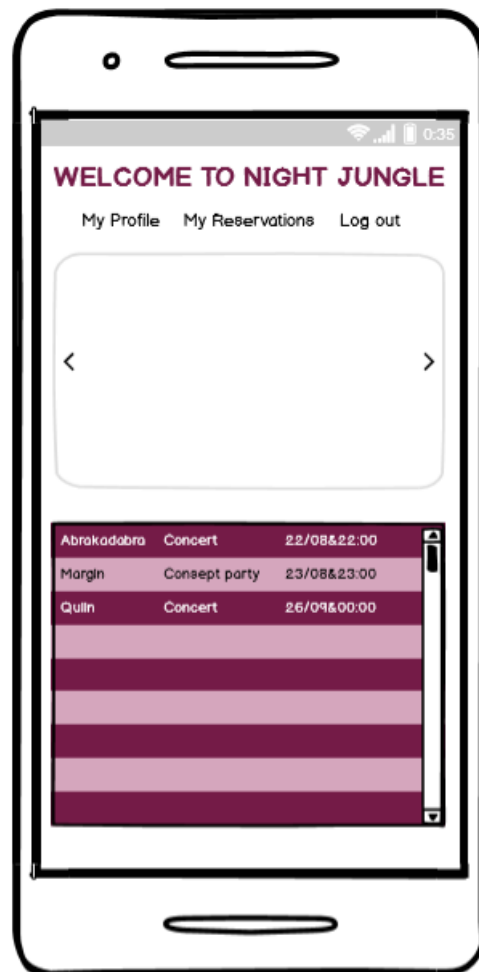 0:35
WELCOME TO NIGHT JUNGLE
My Profile My Reservations Log out
Abrakadabra Concert 22/08&22:00
Margin Consept party 23/08&23:00
Qulin Concert 26/09&00:00